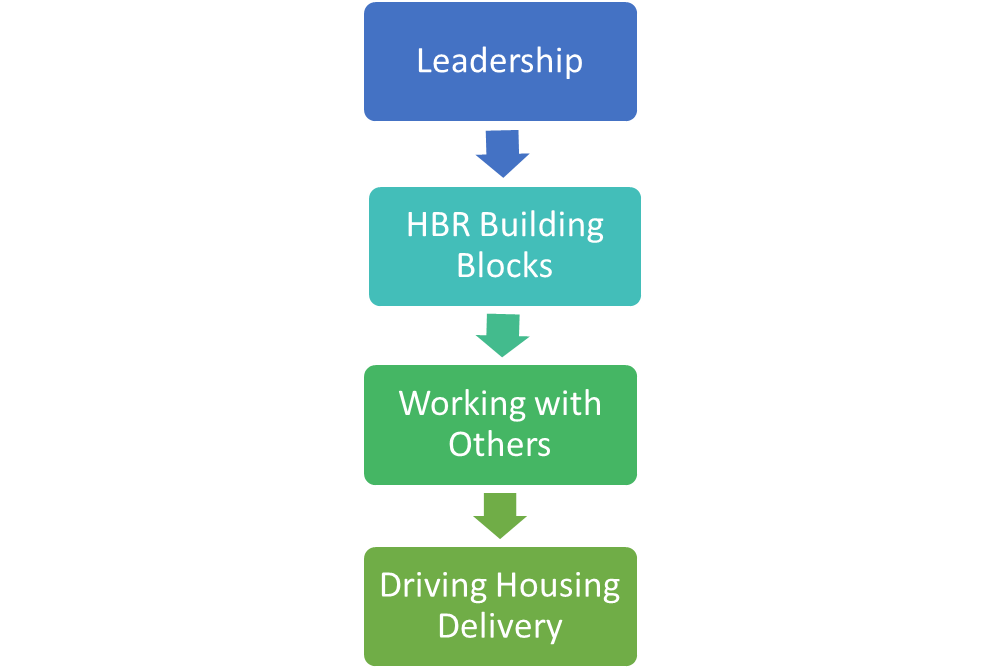 Leadership
HBR Building
Blocks
Working with
Others
Driving Housing
Delivery